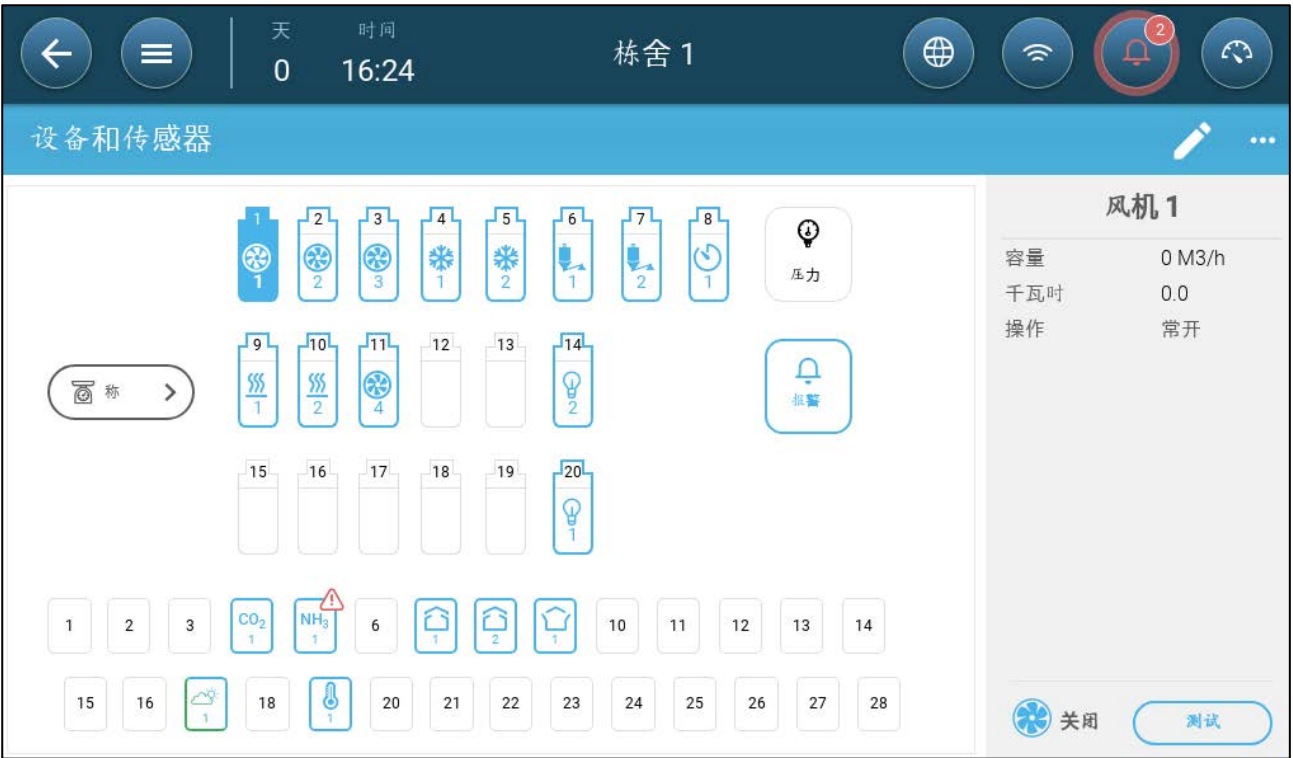 天 时间
0 16:24 栋舍 1 2
设备和传感器
风机 1
容量 0 M3/h
千瓦时 0.0
操作 常开
1 2 3 4 5 6 7 8
1 2 3 1 2 1 2 1
压力
9 10 11 12 13 14
1 2 4 2
称
报警
15 16 17 18 19 20
1
1 2 3 CO₂ NH₃ 6 10 11 12 13 14
1 1 1 2 1
15 16 18 20 21 22 23 24 25 26 27 28
1 1
关闭 测试